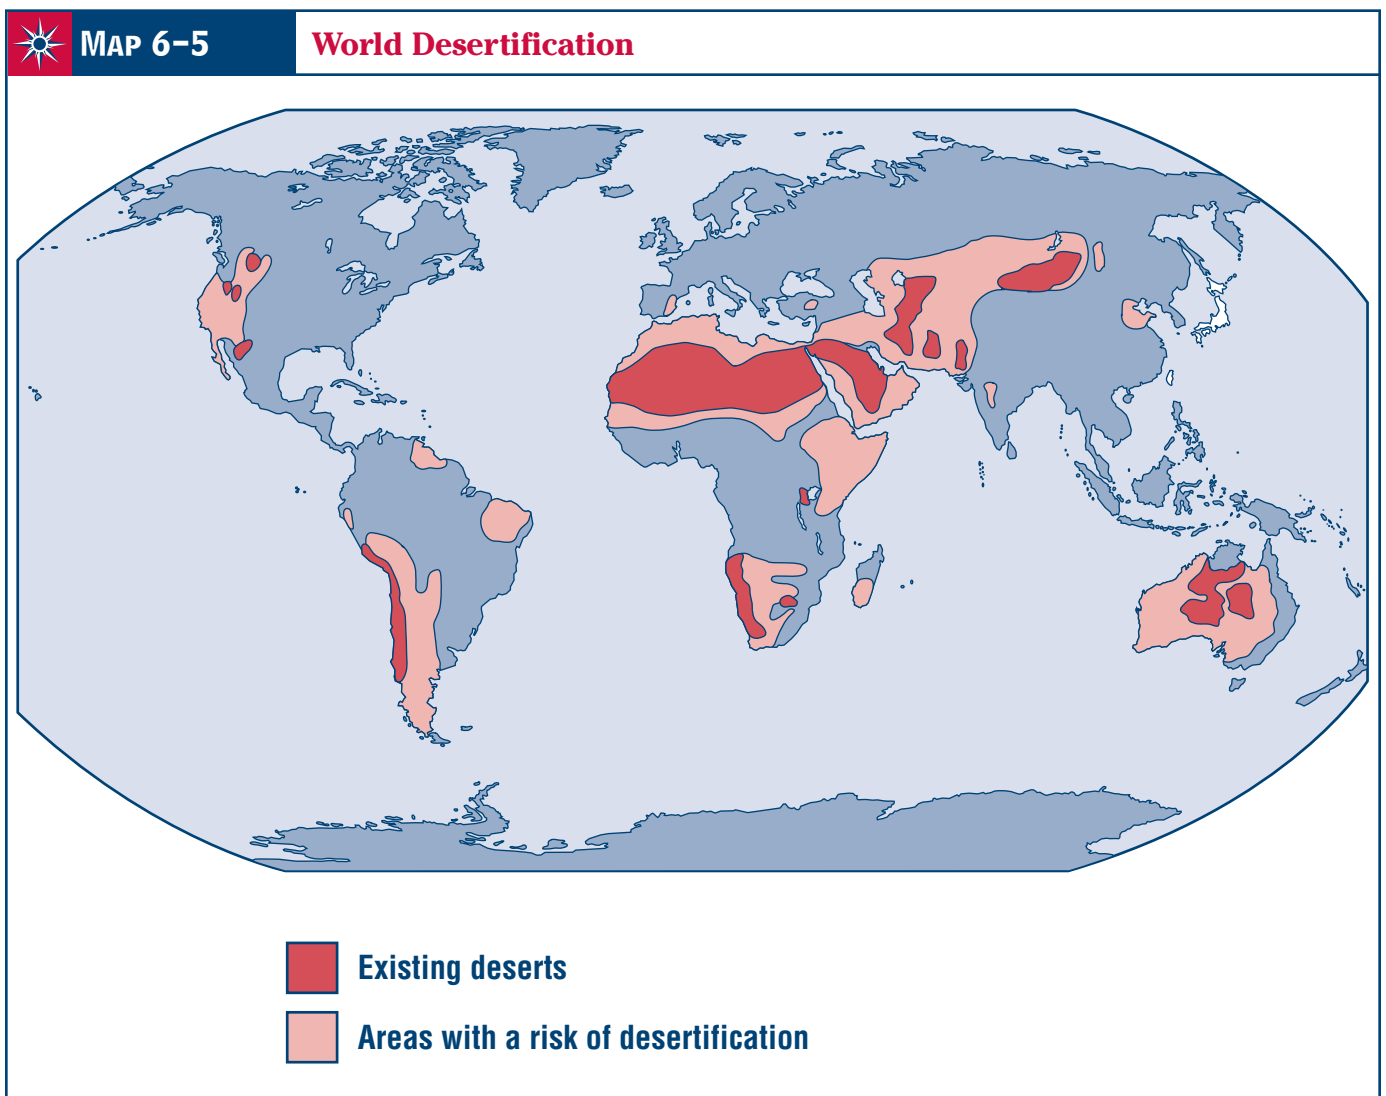 MAP 6–5
World Desertification
Existing deserts
Areas with a risk of desertification